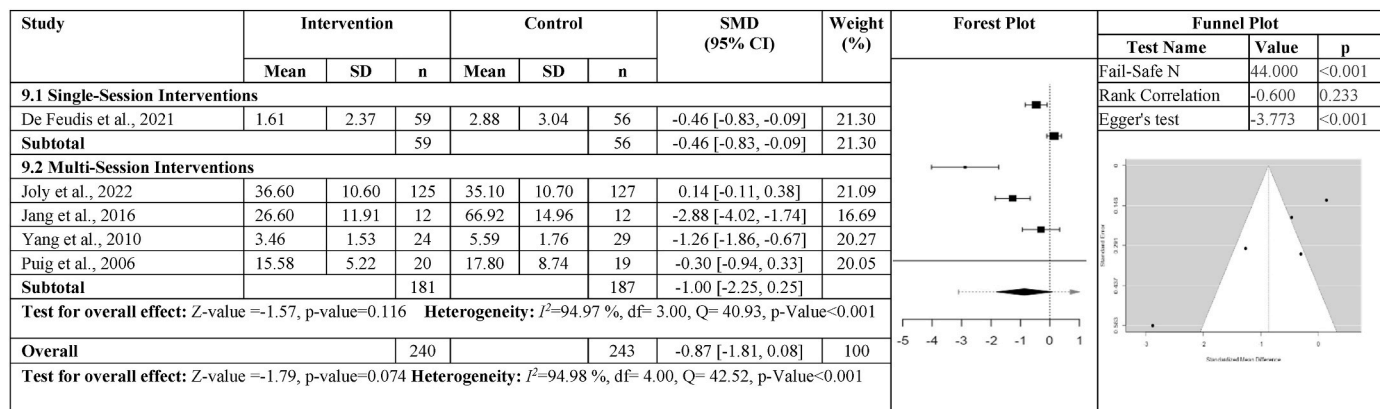 Study Intervention Control SMD (95% CI) Weight (%) Forest Plot Funnel Plot
Test Name Value p
Mean SD n Mean SD n
Fail-Safe N 44.000 <0.001
9.1 Single-Session Interventions
Rank Correlation -0.600 0.233
De Feudis et al., 2021 1.61 2.37 59 2.88 3.04 56 -0.46 [-0.83, -0.09] 21.30
Egger's test -3.773 <0.001
Subtotal 59 56 -0.46 [-0.83, -0.09] 21.30
9.2 Multi-Session Interventions
Joly et al., 2022 36.60 10.60 125 35.10 10.70 127 0.14 [-0.11, 0.38] 21.09
Jang et al., 2016 26.60 11.91 12 66.92 14.96 12 -2.88 [-4.02, -1.74] 16.69
Yang et al., 2010 3.46 1.53 24 5.59 1.76 29 -1.26 [-1.86, -0.67] 20.27
Puig et al., 2006 15.58 5.22 20 17.80 8.74 19 -0.30 [-0.94, 0.33] 20.05
Subtotal 181 187 -1.00 [-2.25, 0.25]
Test for overall effect: Z-value =-1.57, p-value=0.116 Heterogeneity: I²=94.97 %, df= 3.00, Q= 40.93, p-Value<0.001
Overall 240 243 -0.87 [-1.81, 0.08] 100
Test for overall effect: Z-value =-1.79, p-value=0.074 Heterogeneity: I²=94.98 %, df= 4.00, Q= 42.52, p-Value<0.001
-5 -4 -3 -2 -1 0 1
Standard Error
0
0.291
3 2 1 0
Standardized Mean Difference